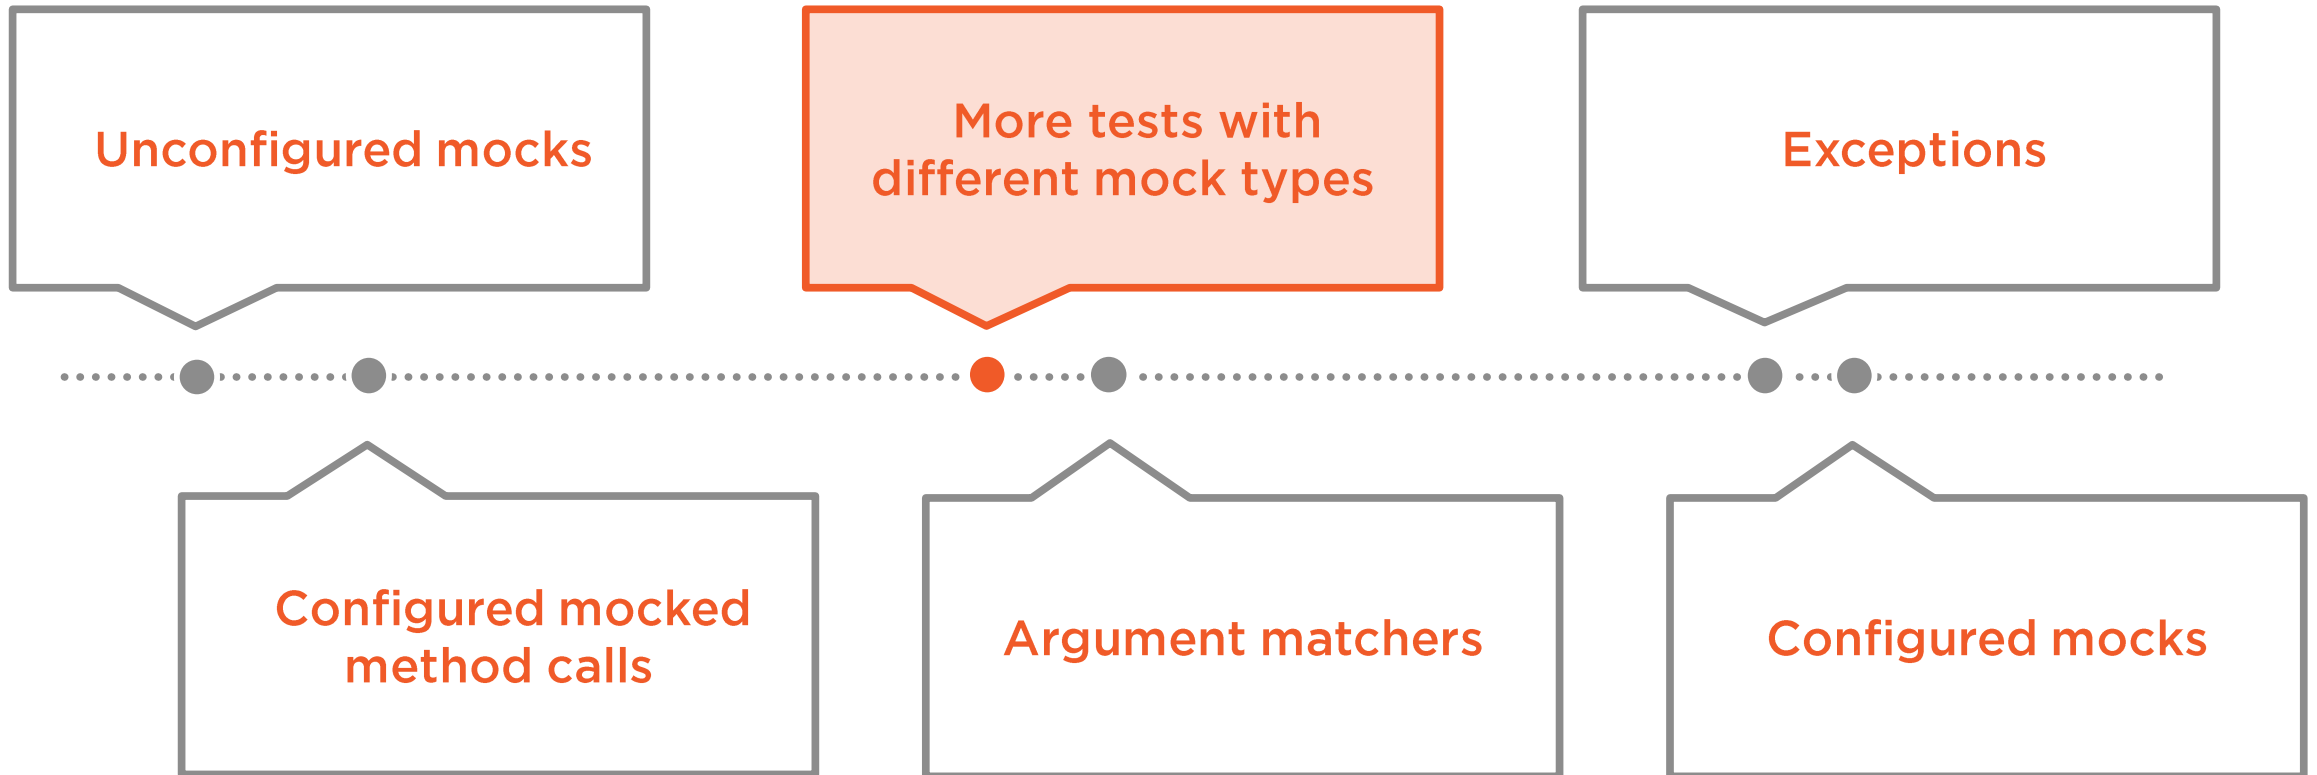 Unconfigured mocks
More tests with
different mock types
Exceptions
Configured mocked
method calls
Argument matchers
Configured mocks